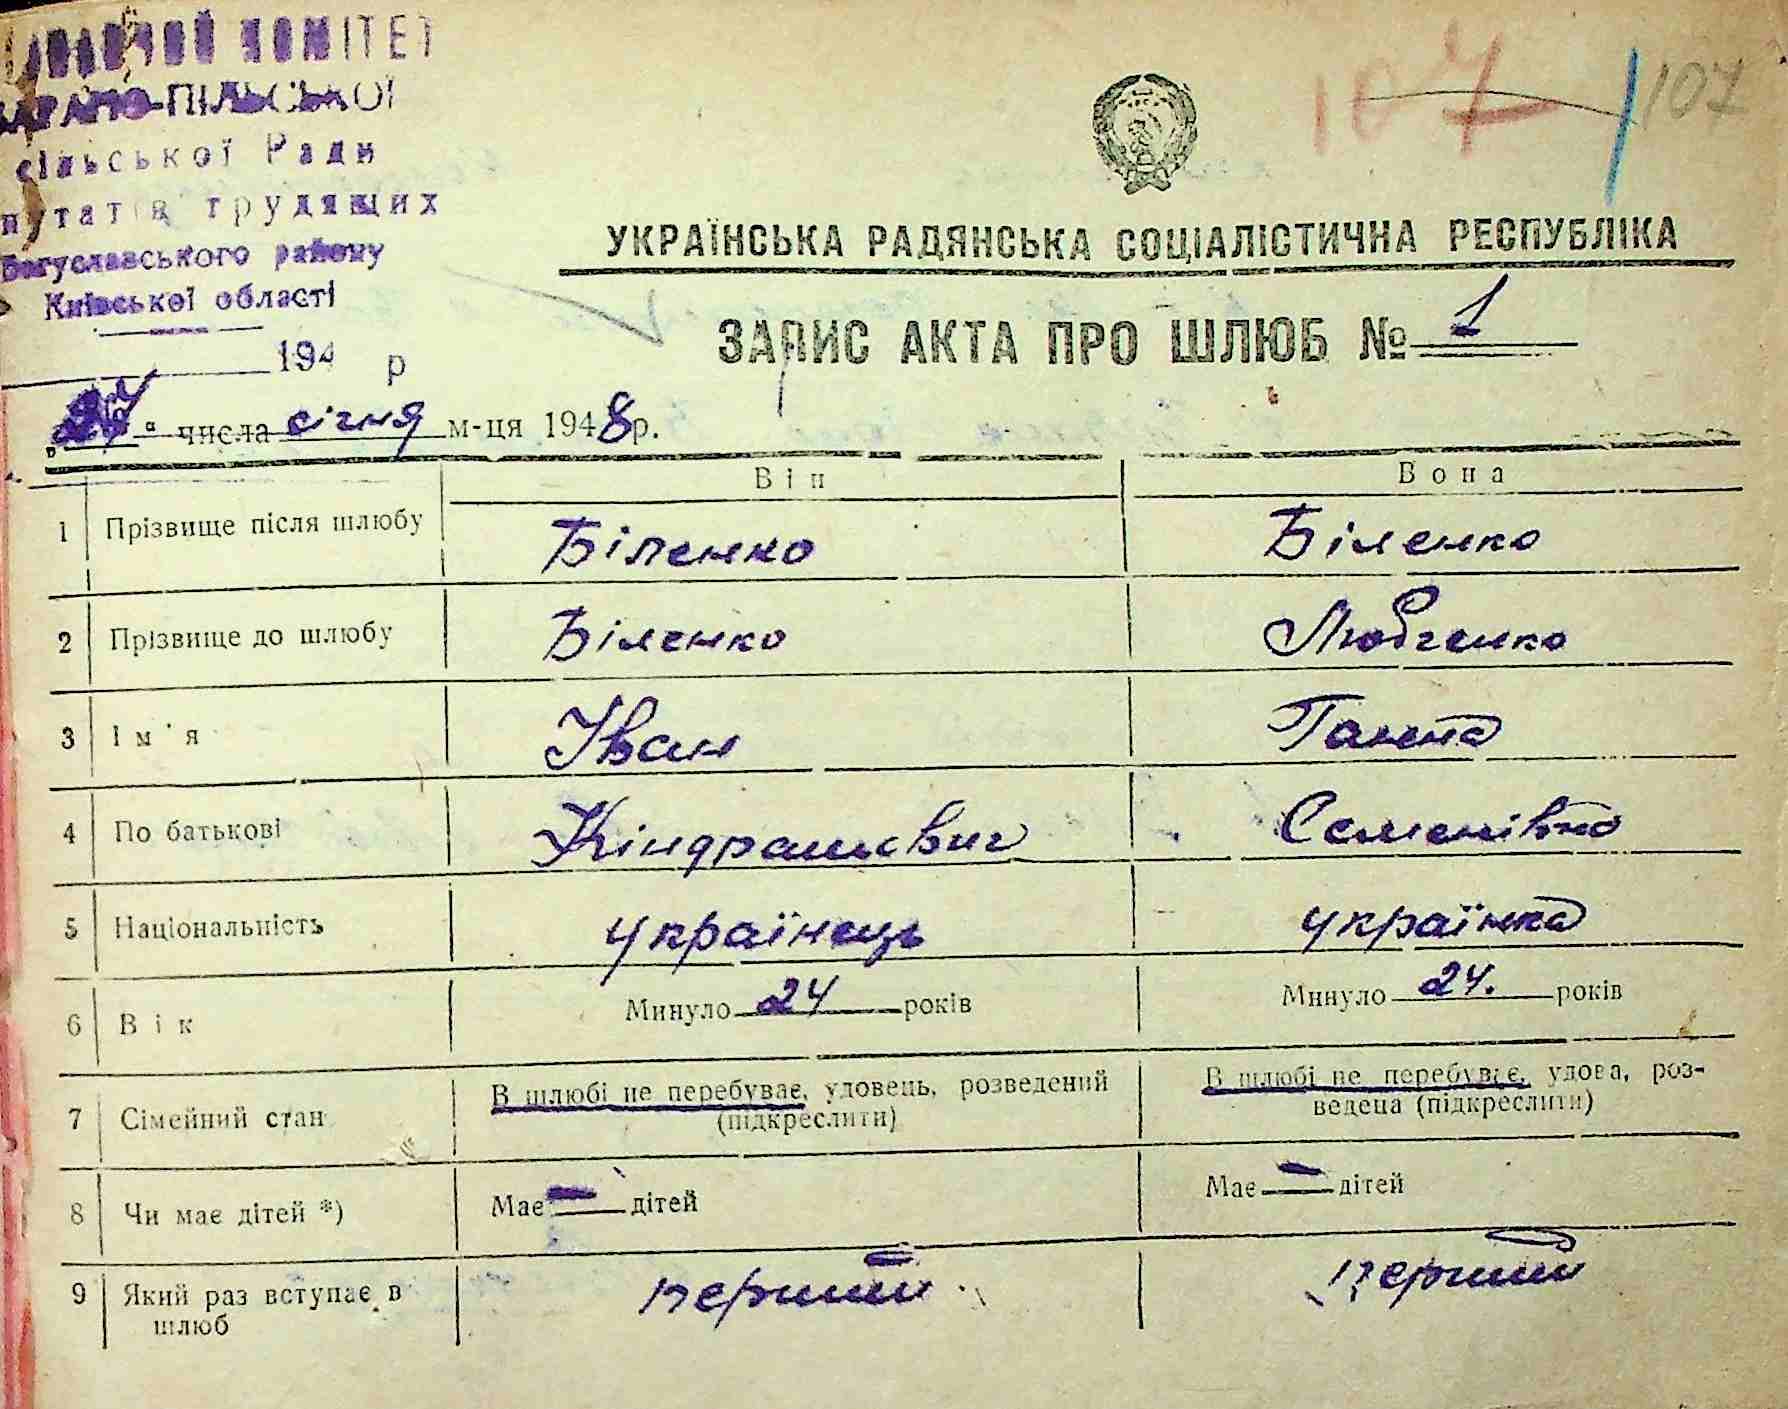 КОМІТЕТ
сільської Ради
трудящих
Богуславського району
Київської області
194 р
107
107
УКРАЇНСЬКА РАДЯНСЬКА СОЦІАЛІСТИЧНА РЕСПУБЛІКА
ЗАПИС АКТА ПРО ШЛЮБ № 1
„27“ числа січня м-ця 1948 р.
Він Вона
1 Прізвище після шлюбу Біленко Біленко
2 Прізвище до шлюбу Біленко Любченко
3 Ім'я Іван Ганна
4 По батькові Кіндратович Семенівна
5 Національність українець українка
6 Вік Минуло 24 років Минуло 24. років
7 Сімейний стан В шлюбі не перебуває, удовець, розведений (підкреслити) В шлюбі не перебуває, удова, роз-
ведена (підкреслити)
8 Чи має дітей *) Має — дітей Має — дітей
9 Який раз вступає в шлюб перший перший